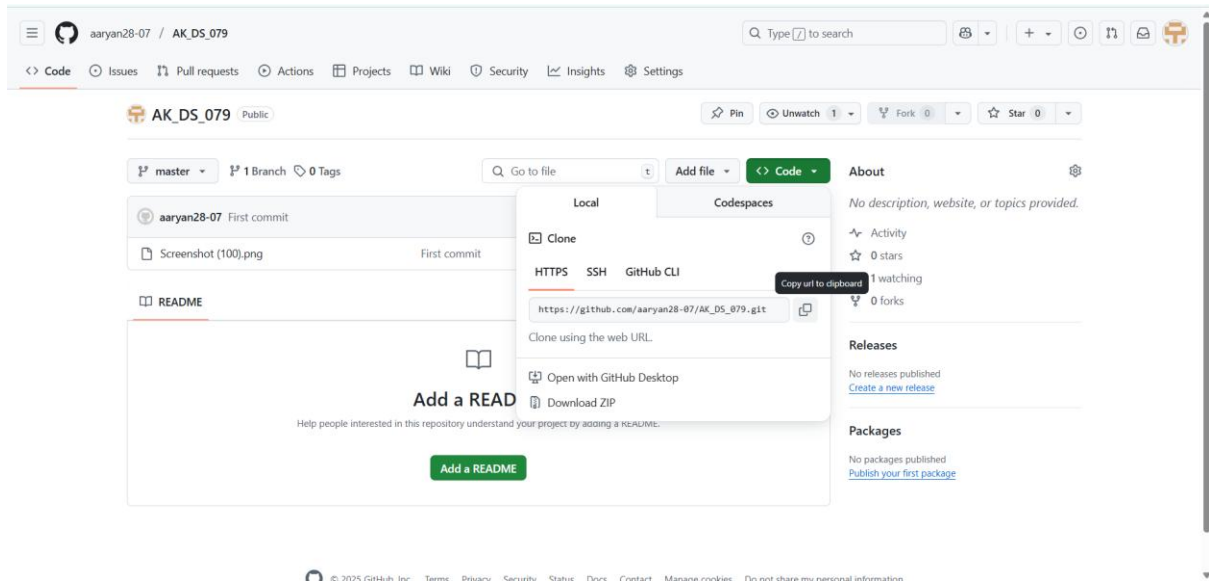 aaryan28-07 / AK_DS_079
Type / to search
Code Issues Pull requests Actions Projects Wiki Security Insights Settings
AK_DS_079 Public
Pin Unwatch 1 Fork 0 Star 0
master 1 Branch 0 Tags
Go to file t
Add file Code
aaryan28-07 First commit
Screenshot (100).png First commit
README
Add a READ
Help people interested in this repository understand your project by adding a README.
Add a README
Local Codespaces
Clone
HTTPS SSH GitHub CLI
Copy url to clipboard
https://github.com/aaryan28-07/AK_DS_079.git
Clone using the web URL.
Open with GitHub Desktop
Download ZIP
About
No description, website, or topics provided.
Activity
0 stars
1 watching
0 forks
Releases
No releases published
Create a new release
Packages
No packages published
Publish your first package
© 2025 GitHub, Inc. Terms Privacy Security Status Docs Contact Manage cookies Do not share my personal information